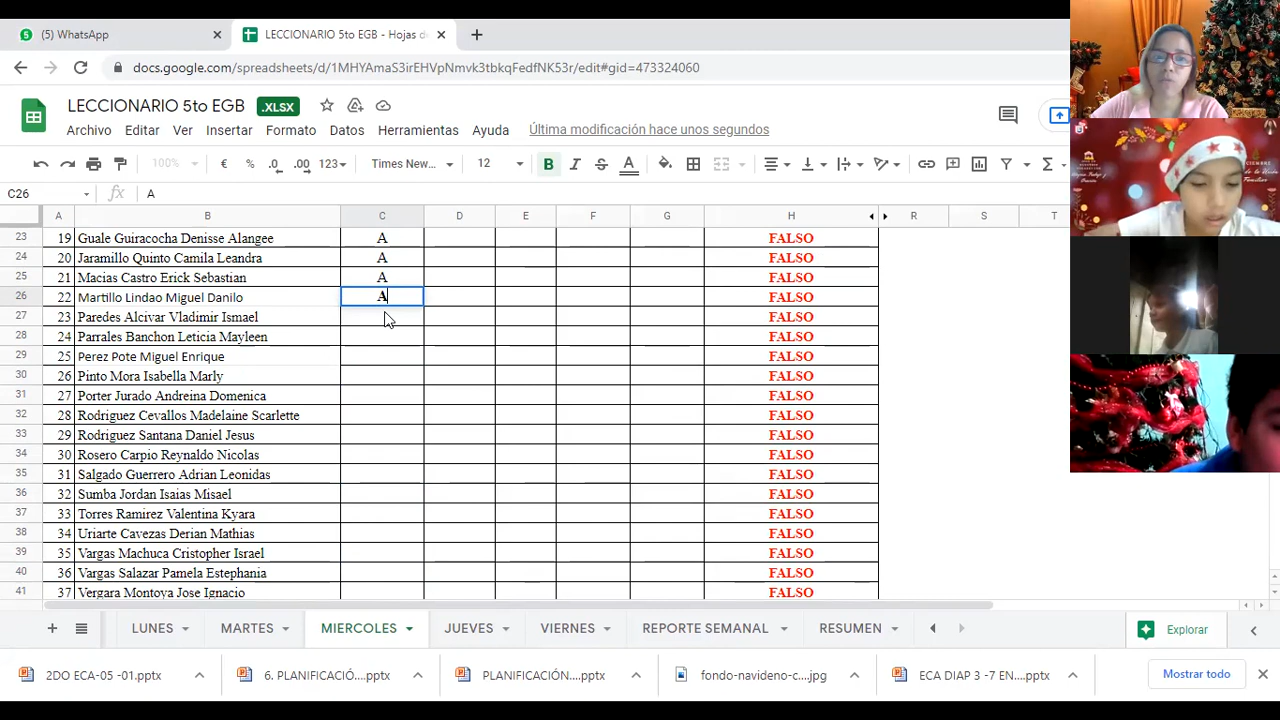 (5) WhatsApp
LECCIONARIO 5to EGB - Hojas de
docs.google.com/spreadsheets/d/1MHYAmaS3irEHVpNmvk3tbkqFedfNK53r/edit#gid=473324060
LECCIONARIO 5to EGB .XLSX
Archivo Editar Ver Insertar Formato Datos Herramientas Ayuda Última modificación hace unos segundos
100% € % .0 .00 123 Times New... 12 B I S A
C26 fx A
A B C D E F G H R S T
23 19 Guale Guiracocha Denisse Alangee A FALSO
24 20 Jaramillo Quinto Camila Leandra A FALSO
25 21 Macias Castro Erick Sebastian A FALSO
26 22 Martillo Lindao Miguel Danilo A FALSO
27 23 Paredes Alcivar Vladimir Ismael FALSO
28 24 Parrales Banchon Leticia Mayleen FALSO
29 25 Perez Pote Miguel Enrique FALSO
30 26 Pinto Mora Isabella Marly FALSO
31 27 Porter Jurado Andreina Domenica FALSO
32 28 Rodriguez Cevallos Madelaine Scarlette FALSO
33 29 Rodriguez Santana Daniel Jesus FALSO
34 30 Rosero Carpio Reynaldo Nicolas FALSO
35 31 Salgado Guerrero Adrian Leonidas FALSO
36 32 Sumba Jordan Isaias Misael FALSO
37 33 Torres Ramirez Valentina Kyara FALSO
38 34 Uriarte Cavezas Derian Mathias FALSO
39 35 Vargas Machuca Cristopher Israel FALSO
40 36 Vargas Salazar Pamela Estephania FALSO
41 37 Vergara Montoya Jose Ignacio FALSO
LUNES MARTES MIERCOLES JUEVES VIERNES REPORTE SEMANAL RESUMEN Explorar
2DO ECA-05 -01.pptx 6. PLANIFICACIÓ....pptx PLANIFICACIÓN....pptx fondo-navideno-c....jpg ECA DIAP 3 -7 EN....pptx Mostrar todo